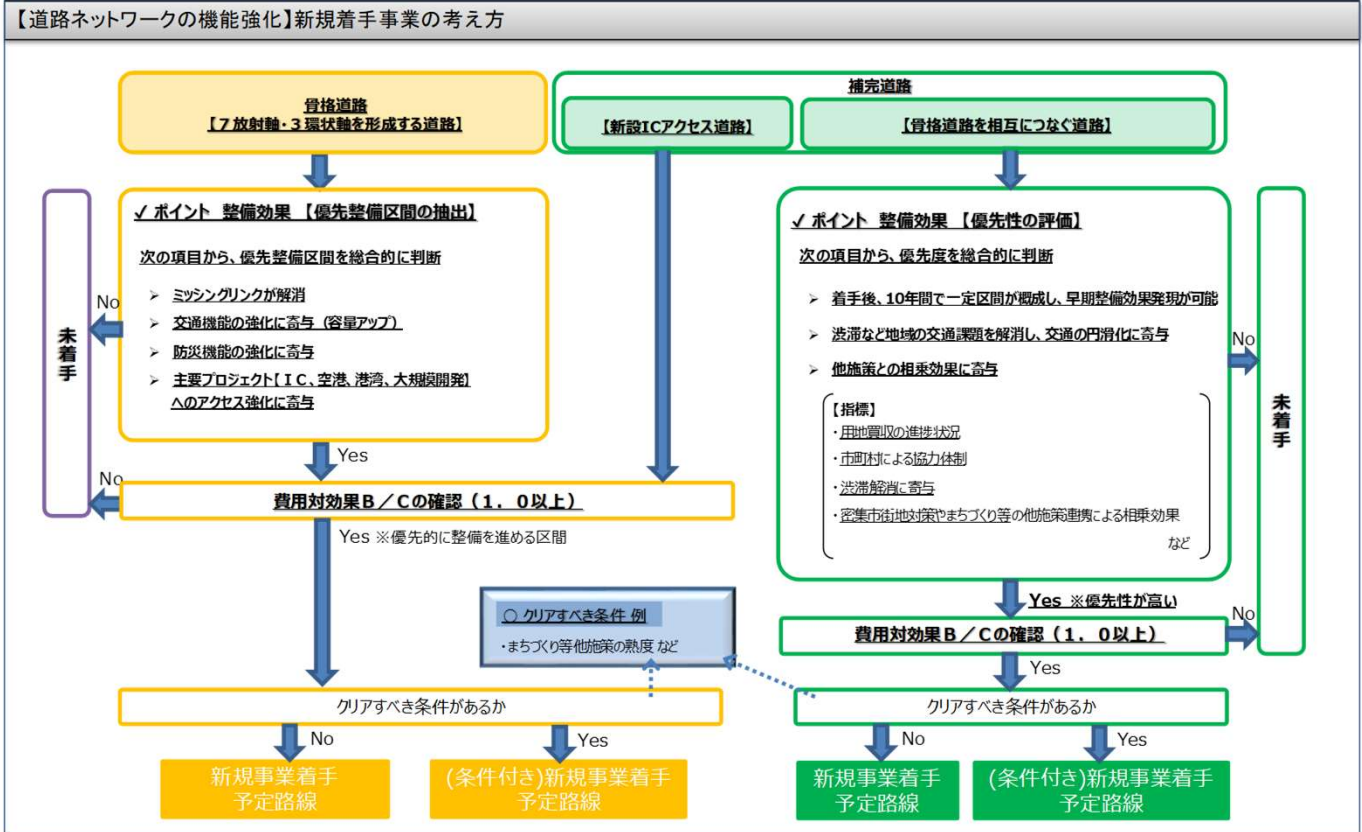 【道路ネットワークの機能強化】新規着手事業の考え方
骨格道路
【７放射軸・３環状軸を形成する道路】
補完道路
【新設ICアクセス道路】
【骨格道路を相互につなぐ道路】
✓ポイント 整備効果 【優先整備区間の抽出】
次の項目から、優先整備区間を総合的に判断
➢ ミッシングリンクが解消
➢ 交通機能の強化に寄与（容量アップ）
➢ 防災機能の強化に寄与
➢ 主要プロジェクト【ＩＣ、空港、港湾、大規模開発】
へのアクセス強化に寄与
No
未着手
Yes
No
費用対効果Ｂ／Ｃの確認（１．０以上）
Yes ※優先的に整備を進める区間
✓ポイント 整備効果 【優先性の評価】
次の項目から、優先度を総合的に判断
➢ 着手後、10年間で一定区間が概成し、早期整備効果発現が可能
➢ 渋滞など地域の交通課題を解消し、交通の円滑化に寄与
➢ 他施策との相乗効果に寄与
【指標】
・用地買収の進捗状況
・市町村による協力体制
・渋滞解消に寄与
・密集市街地対策やまちづくり等の他施策連携による相乗効果
など
No
未着手
Yes ※優先性が高い
No
費用対効果Ｂ／Ｃの確認（１．０以上）
Yes
○ クリアすべき条件 例
・まちづくり等他施策の熟度 など
クリアすべき条件があるか
No
Yes
新規事業着手
予定路線
(条件付き)新規事業着手
予定路線
クリアすべき条件があるか
No
Yes
新規事業着手
予定路線
(条件付き)新規事業着手
予定路線